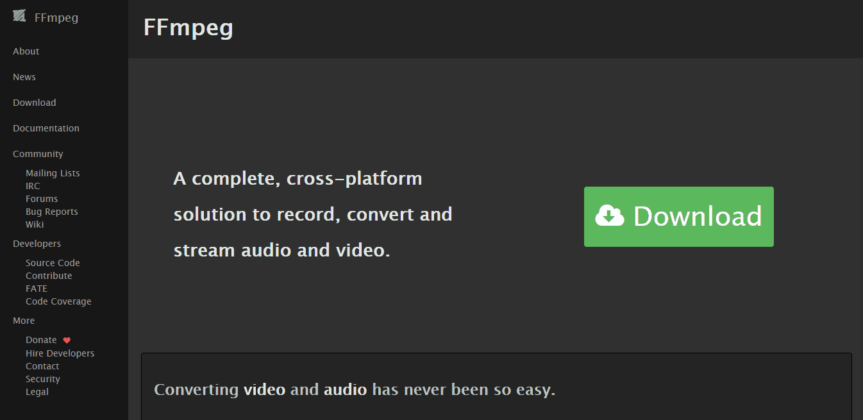 FFmpeg
About
News
Download
Documentation
Community
Mailing Lists
IRC
Forums
Bug Reports
Wiki
Developers
Source Code
Contribute
FATE
Code Coverage
More
Donate
Hire Developers
Contact
Security
Legal
FFmpeg
A complete, cross-platform
solution to record, convert and
stream audio and video.
Download
Converting video and audio has never been so easy.